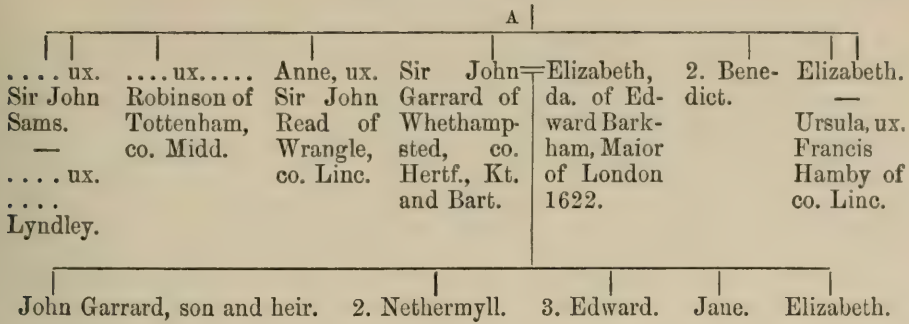 A
. . . . ux.
Sir John
Sams.
—
. . . . ux.
. . . .
Lyndley.
. . . . ux. . . . .
Robinson of
Tottenham,
co. Midd.
Anne, ux.
Sir John
Read of
Wrangle,
co. Linc.
Sir John
Garrard of
Whethamp-
sted, co.
Hertf., Kt.
and Bart.
Elizabeth,
da. of Ed-
ward Bark-
ham, Maior
of London
1622.
2. Bene-
dict.
Elizabeth.
—
Ursula, ux.
Francis
Hamby of
co. Linc.
John Garrard, son and heir. 2. Nethermyll. 3. Edward. Jane. Elizabeth.